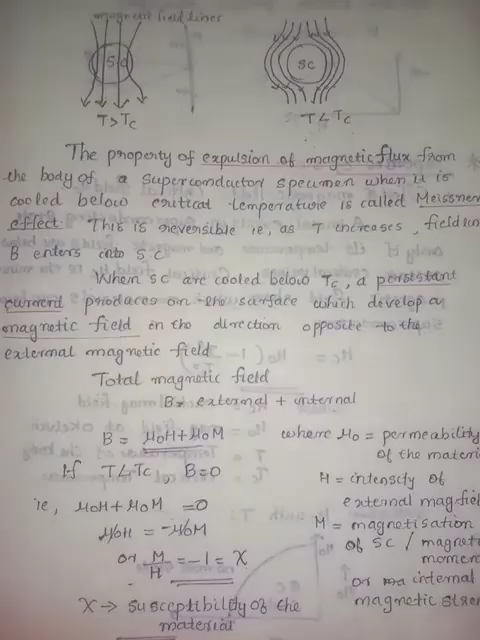 magnetic field lines
SC
SC
T > Tc
T < Tc
The property of expulsion of magnetic flux from
the body of a superconductor specimen when it is
cooled below critical temperature is called Meissner
effect. This is reversible ie, as T increases, field in
B enters into SC
When SC are cooled below Tc, a persistant
current produces on the surface which develop a
magnetic field in the direction opposite to the
external magnetic field
Total magnetic field
B = external + internal
B = μ₀H + μ₀M where μ₀ = permeability
of the material
If T < Tc, B = 0
H = intensity of
external mag. field
ie, μ₀H + μ₀M = 0
μ₀H = -μ₀M
M = magnetisation
of SC / magnetic
moment
or M/H = -1 = X
or internal
magnetic stren
X → susceptibility of the
material